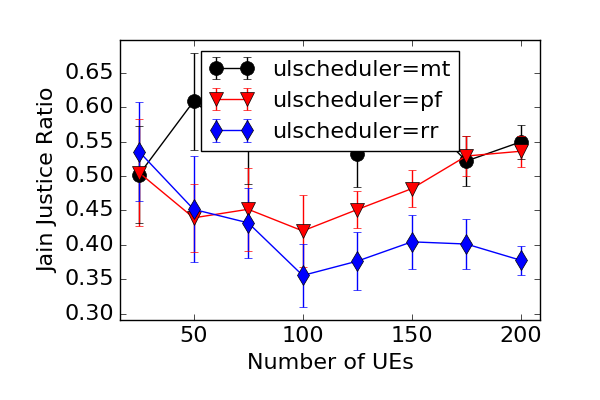 ulscheduler=mt
ulscheduler=pf
ulscheduler=rr
Jain Justice Ratio
0.65
0.60
0.55
0.50
0.45
0.40
0.35
0.30
50 100 150 200
Number of UEs